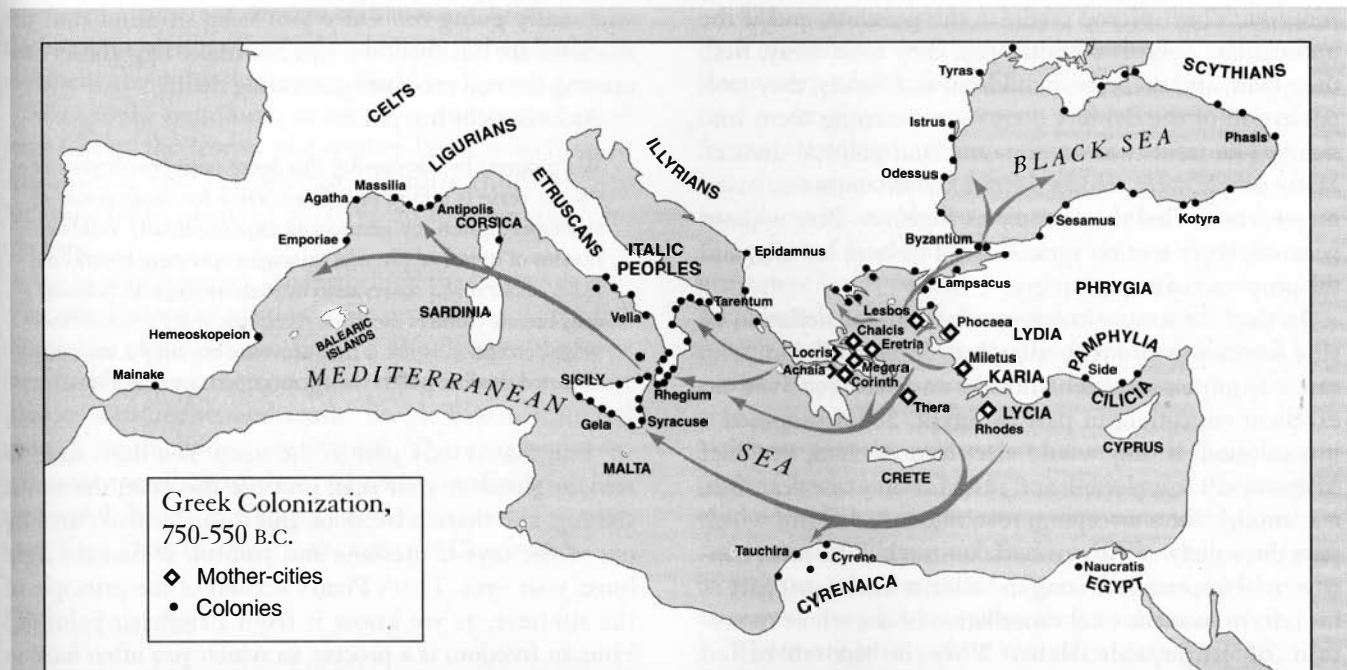 CELTS
LIGURIANS
Massilia
Agatha
Antipolis
CORSICA
Emporiae
ETRUSCANS
ILLYRIANS
ITALIC
PEOPLES
Epidamnus
SARDINIA
Velia
Tarentum
Hemeroskopeion
BALEARIC
ISLANDS
Mainake
MEDITERRANEAN
SEA
SICILY
Rhegium
Gela
Syracuse
MALTA
Tyras
SCYTHIANS
Istrus
Phasis
BLACK SEA
Odessus
Sesamus
Kotyra
Byzantium
Lampsacus
PHRYGIA
Lesbos
Phocaea
Chalcis
LYDIA
Eretria
PAMPHYLIA
Locris
Miletus
Achaia
Megara
KARIA
Side
Corinth
CILICIA
Thera
LYCIA
Rhodes
CYPRUS
CRETE
Tauchira
Cyrene
Naucratis
CYRENAICA
EGYPT
Greek Colonization,
750-550 B.C.
Mother-cities
Colonies